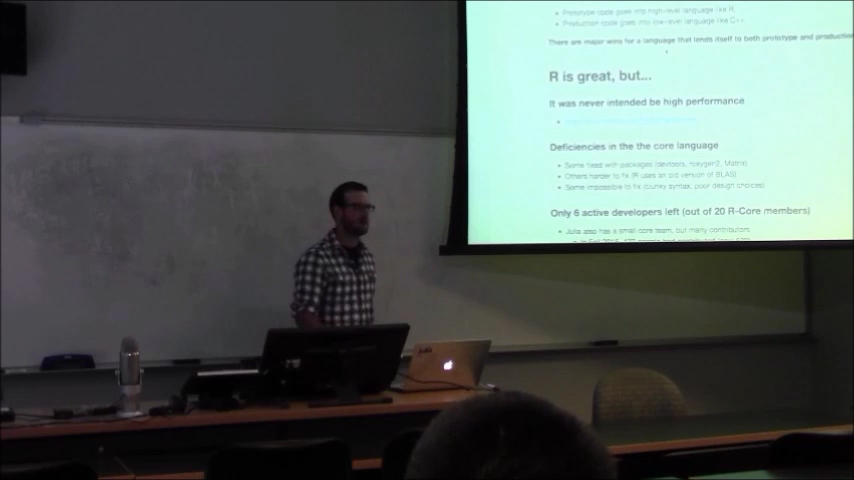 • Prototype code goes into high-level language like R,
• Production code goes into low-level language like C++
There are major wins for a language that lends itself to both prototype and production
R is great, but...
It was never intended be high performance
Deficiencies in the the core language
• Some fixed with packages (devtools, roxygen2, Matrix)
• Others harder to fix (R uses an old version of BLAS)
• Some impossible to fix (clunky syntax, poor design choices)
Only 6 active developers left (out of 20 R-Core members)
• Julia also has a small core team, but many contributors